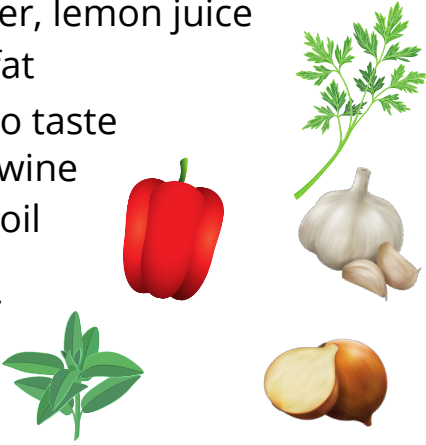 er, lemon juice
fat
o taste
wine
oil